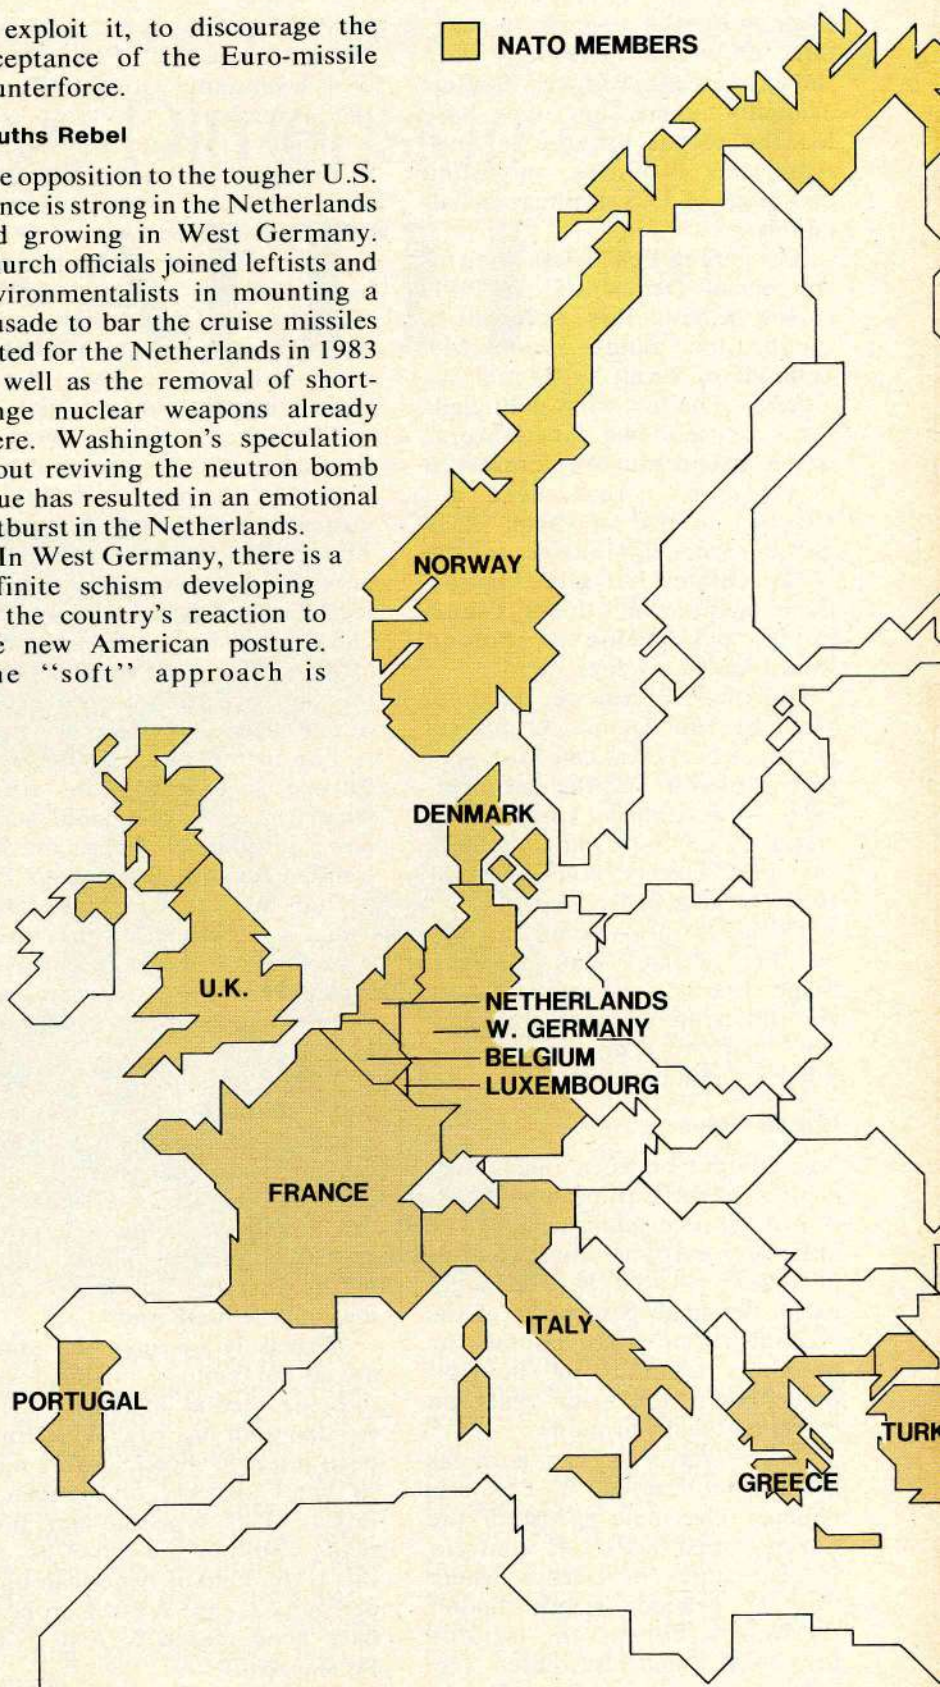 exploit it, to discourage the
ceptance of the Euro-missile
unterforce.
uths Rebel
e opposition to the tougher U.S.
nce is strong in the Netherlands
d growing in West Germany.
urch officials joined leftists and
vironmentalists in mounting a
usade to bar the cruise missiles
ted for the Netherlands in 1983
well as the removal of short-
nge nuclear weapons already
ere. Washington's speculation
out reviving the neutron bomb
ue has resulted in an emotional
tburst in the Netherlands.
In West Germany, there is a
finite schism developing
the country's reaction to
e new American posture.
he “soft” approach is
NATO MEMBERS
NORWAY
DENMARK
U.K.
NETHERLANDS
W. GERMANY
BELGIUM
LUXEMBOURG
FRANCE
ITALY
PORTUGAL
TURK
GREECE